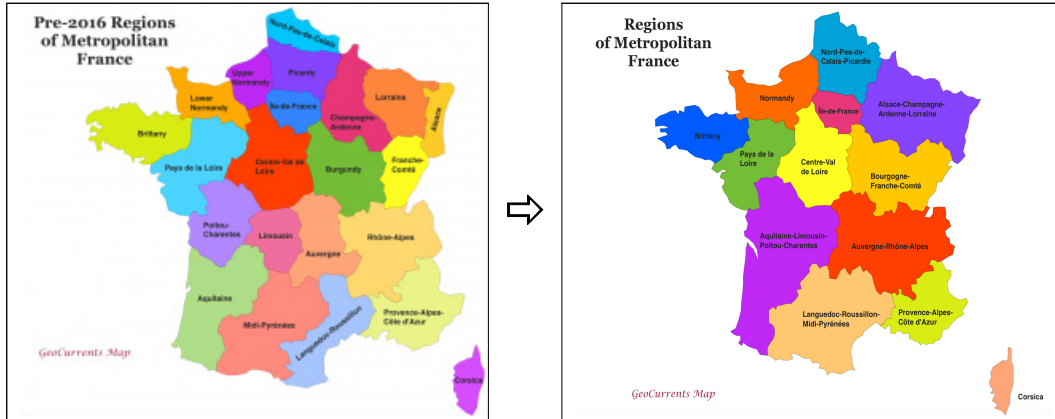 Pre-2016 Regions
of Metropolitan
France
Nord-Pas-de-Calais
Upper
Normandy
Picardy
Lower
Normandy
Île-de-France
Champagne-
Ardenne
Lorraine
Alsace
Brittany
Pays de la Loire
Centre-Val de
Loire
Burgundy
Franche-
Comté
Poitou-
Charentes
Limousin
Auvergne
Rhône-Alpes
Aquitaine
Midi-Pyrénées
Languedoc-Roussillon
Provence-Alpes-
Côte d'Azur
GeoCurrents Map
Corsica
Regions
of Metropolitan
France
Nord-Pas-de-
Calais-Picardie
Normandy
Île-de-France
Alsace-Champagne-
Ardenne-Lorraine
Brittany
Pays de la
Loire
Centre-Val
de Loire
Bourgogne-
Franche-Comté
Aquitaine-Limousin-
Poitou-Charentes
Auvergne-Rhône-Alpes
Languedoc-Roussillon-
Midi-Pyrénées
Provence-Alpes-
Côte d'Azur
GeoCurrents Map
Corsica